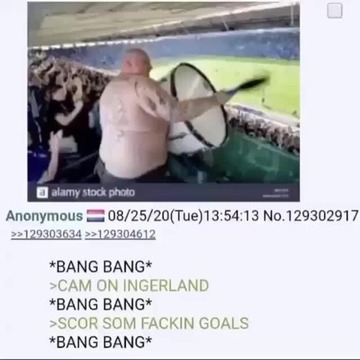 a alamy stock photo
Anonymous 08/25/20(Tue)13:54:13 No.129302917
>>129303634 >>129304612
*BANG BANG*
>CAM ON INGERLAND
*BANG BANG*
>SCOR SOM FACKIN GOALS
*BANG BANG*